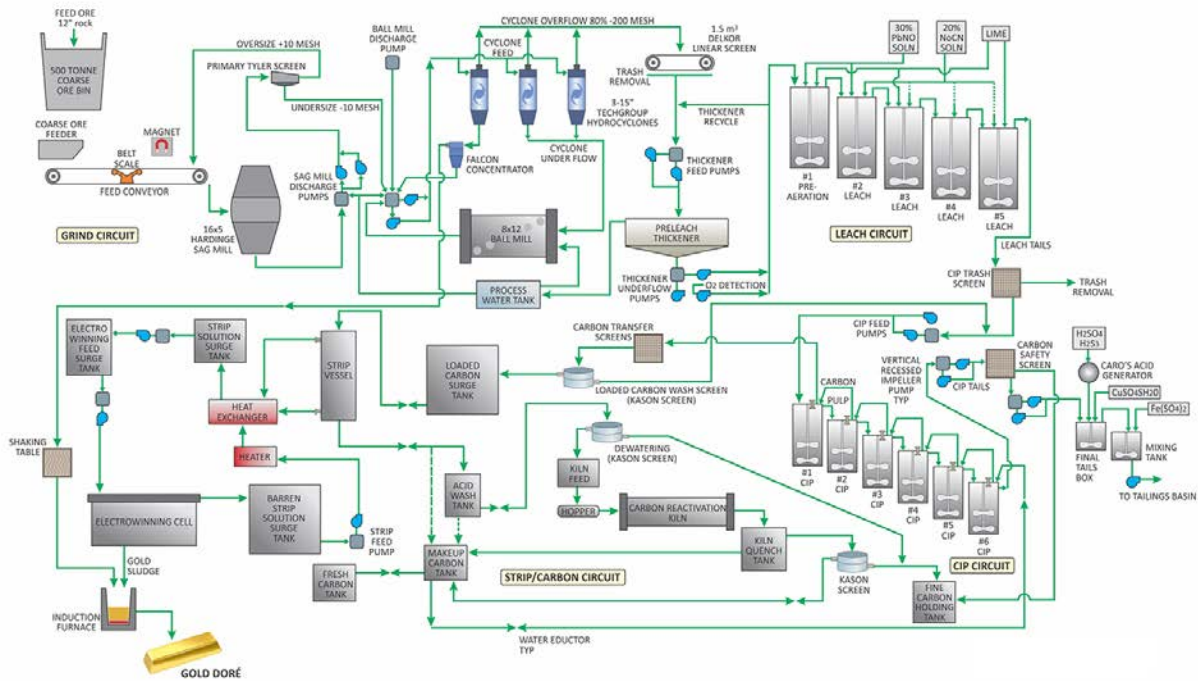 FEED ORE
12" rock
500 TONNE
COARSE
ORE BIN
COARSE ORE
FEEDER
MAGNET
BELT
SCALE
FEED CONVEYOR
GRIND CIRCUIT
16x5
HARDINGE
SAG MILL
OVERSIZE +10 MESH
PRIMARY TYLER SCREEN
UNDERSIZE -10 MESH
SAG MILL
DISCHARGE
PUMPS
BALL MILL
DISCHARGE
PUMP
CYCLONE OVERFLOW 80% -200 MESH
CYCLONE
FEED
FALCON
CONCENTRATOR
CYCLONE
UNDER FLOW
3-15"
TECHGROUP
HYDROCYCLONES
8x12
BALL MILL
PROCESS
WATER TANK
1.5 m³
DELKOR
LINEAR SCREEN
TRASH
REMOVAL
THICKENER
RECYCLE
THICKENER
FEED PUMPS
PRELEACH
THICKENER
THICKENER
UNDERFLOW
PUMPS
O2 DETECTION
30%
PbNO
SOLN
20%
NoCN
SOLN
LIME
#1
PRE-
AERATION
#2
LEACH
#3
LEACH
#4
LEACH
#5
LEACH
LEACH CIRCUIT
LEACH TAILS
CIP TRASH
SCREEN
TRASH
REMOVAL
CIP FEED
PUMPS
ELECTRO
WINNING
FEED
SURGE
TANK
STRIP
SOLUTION
SURGE
TANK
STRIP
VESSEL
HEAT
EXCHANGER
HEATER
LOADED
CARBON
SURGE
TANK
CARBON TRANSFER
SCREENS
LOADED CARBON WASH SCREEN
(KASON SCREEN)
VERTICAL
RECESSED
IMPELLER
PUMP
TYP
CIP TAILS
CARBON
SAFETY
SCREEN
H2SO4
H2S3
CARO'S ACID
GENERATOR
CuSO4SH20
Fe(SO4)2
FINAL
TAILS
BOX
MIXING
TANK
TO TAILINGS BASIN
CARBON
PULP
#1
CIP
#2
CIP
#3
CIP
#4
CIP
#5
CIP
#6
CIP
CIP CIRCUIT
SHAKING
TABLE
ELECTROWINNING CELL
GOLD
SLUDGE
INDUCTION
FURNACE
GOLD DORÉ
BARREN
STRIP
SOLUTION
SURGE
TANK
STRIP
FEED
PUMP
FRESH
CARBON
TANK
ACID
WASH
TANK
MAKEUP
CARBON
TANK
DEWATERING
(KASON SCREEN)
KILN
FEED
HOPPER
CARBON REACTIVATION
KILN
KILN
QUENCH
TANK
KASON
SCREEN
FINE
CARBON
HOLDING
TANK
STRIP/CARBON CIRCUIT
WATER EDUCTOR
TYP